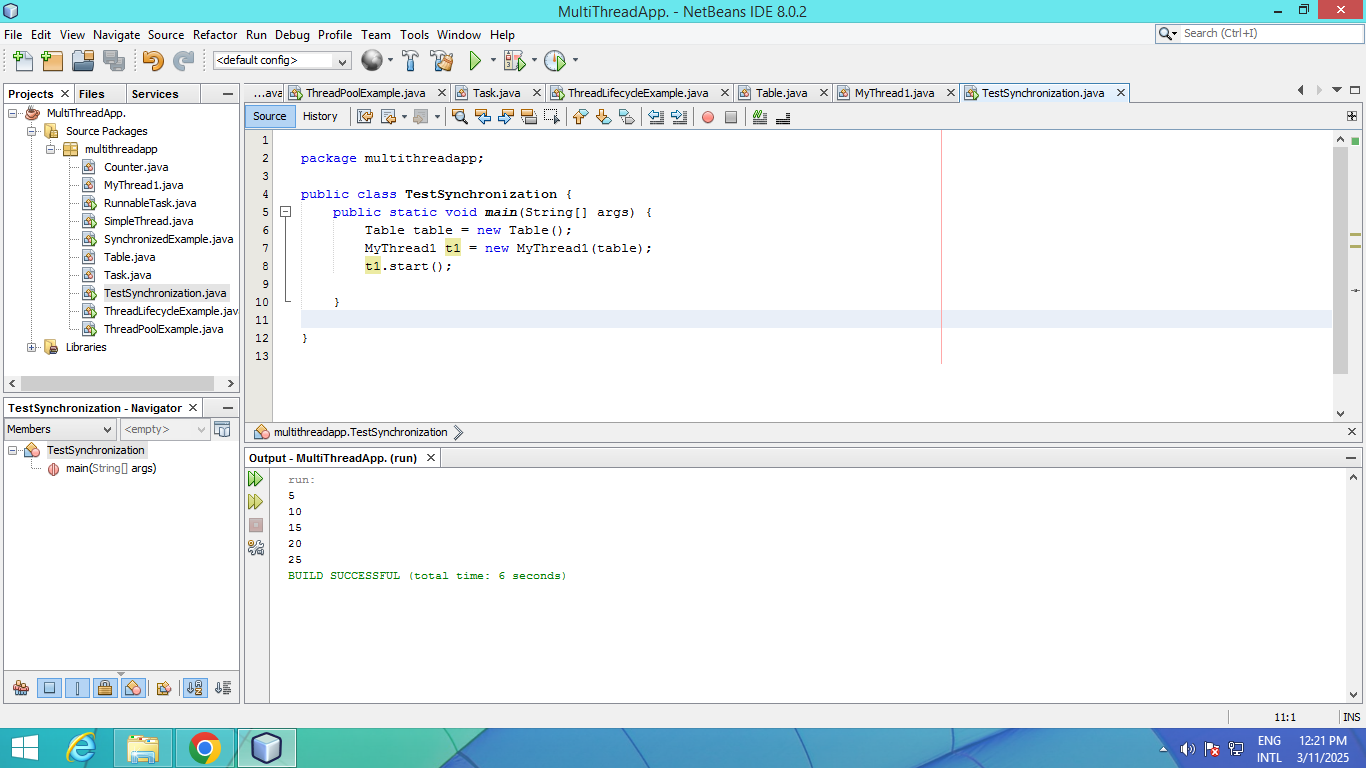 MultiThreadApp. - NetBeans IDE 8.0.2
File Edit View Navigate Source Refactor Run Debug Profile Team Tools Window Help
Search (Ctrl+I)
<default config>
Projects Files Services
MultiThreadApp.
Source Packages
multithreadapp
Counter.java
MyThread1.java
RunnableTask.java
SimpleThread.java
SynchronizedExample.java
Table.java
Task.java
TestSynchronization.java
ThreadLifecycleExample.java
ThreadPoolExample.java
Libraries
TestSynchronization - Navigator
Members <empty>
TestSynchronization
main(String[] args)
...ava ThreadPoolExample.java Task.java ThreadLifecycleExample.java Table.java MyThread1.java TestSynchronization.java
Source History
1
2 package multithreadapp;
3
4 public class TestSynchronization {
5 public static void main(String[] args) {
6 Table table = new Table();
7 MyThread1 t1 = new MyThread1(table);
8 t1.start();
9
10 }
11
12 }
13
multithreadapp.TestSynchronization
Output - MultiThreadApp. (run)
run:
5
10
15
20
25
BUILD SUCCESSFUL (total time: 6 seconds)
11:1 INS
ENG 12:21 PM
INTL 3/11/2025